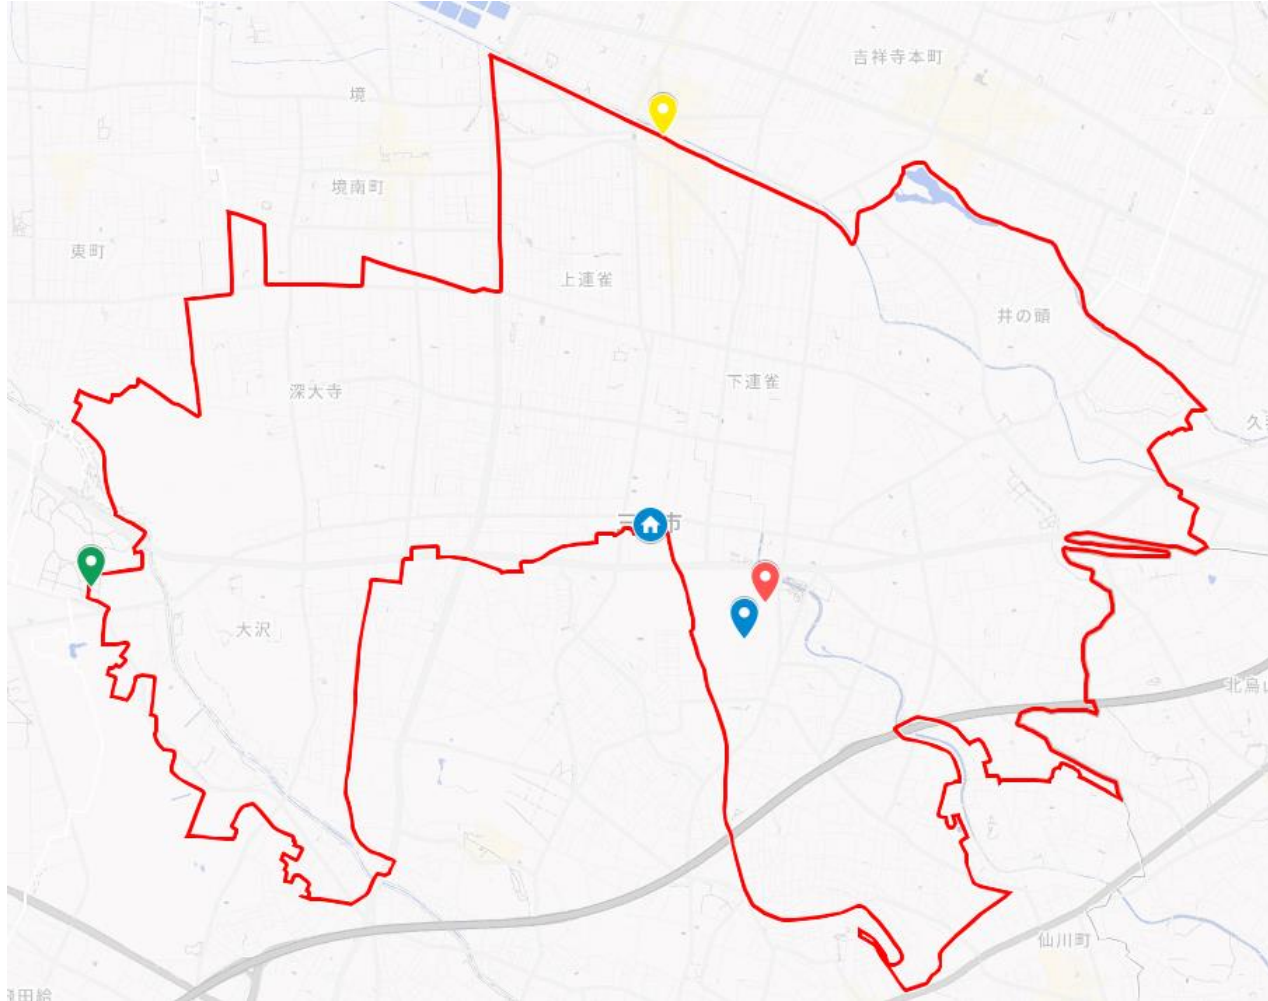 吉祥寺本町
境
境南町
東町
上連雀
井の頭
深大寺
下連雀
久
三
市
大沢
北烏山
仙川町